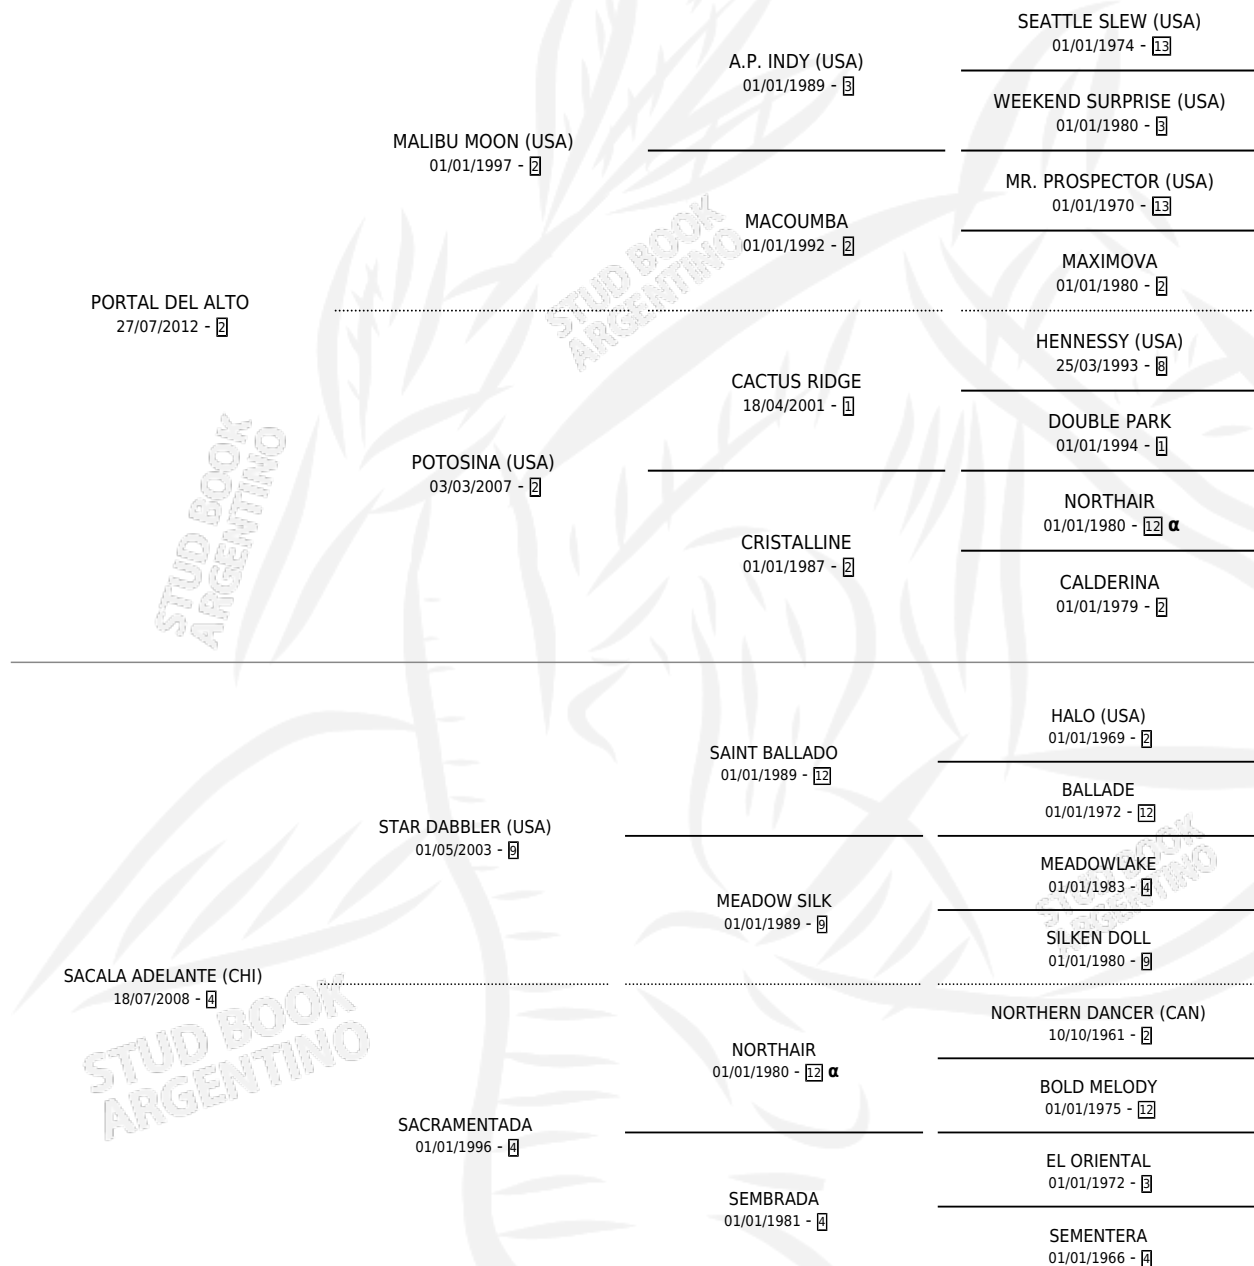 SEATTLE SLEW (USA)
01/01/1974 - 13
A.P. INDY (USA)
01/01/1989 - 3
WEEKEND SURPRISE (USA)
01/01/1980 - 3
MALIBU MOON (USA)
01/01/1997 - 2
MR. PROSPECTOR (USA)
01/01/1970 - 13
MACOUMBA
01/01/1992 - 2
MAXIMOVA
01/01/1980 - 2
PORTAL DEL ALTO
27/07/2012 - 2
HENNESSY (USA)
25/03/1993 - 8
CACTUS RIDGE
18/04/2001 - 1
DOUBLE PARK
01/01/1994 - 1
POTOSINA (USA)
03/03/2007 - 2
NORTHAIR
01/01/1980 - 12 α
CRISTALLINE
01/01/1987 - 2
CALDERINA
01/01/1979 - 2
HALO (USA)
01/01/1969 - 2
SAINT BALLADO
01/01/1989 - 12
BALLADE
01/01/1972 - 12
STAR DABBLER (USA)
01/05/2003 - 9
MEADOWLAKE
01/01/1983 - 4
MEADOW SILK
01/01/1989 - 9
SILKEN DOLL
01/01/1980 - 9
SACALA ADELANTE (CHI)
18/07/2008 - 4
NORTHERN DANCER (CAN)
10/10/1961 - 2
NORTHAIR
01/01/1980 - 12 α
BOLD MELODY
01/01/1975 - 12
SACRAMENTADA
01/01/1996 - 4
EL ORIENTAL
01/01/1972 - 3
SEMBRADA
01/01/1981 - 4
SEMENTERA
01/01/1966 - 4
STUD BOOK
ARGENTINO
STUD BOOK
ARGENTINO
STUD BOOK
ARGENTINO
STUD BOOK
ARGENTINO